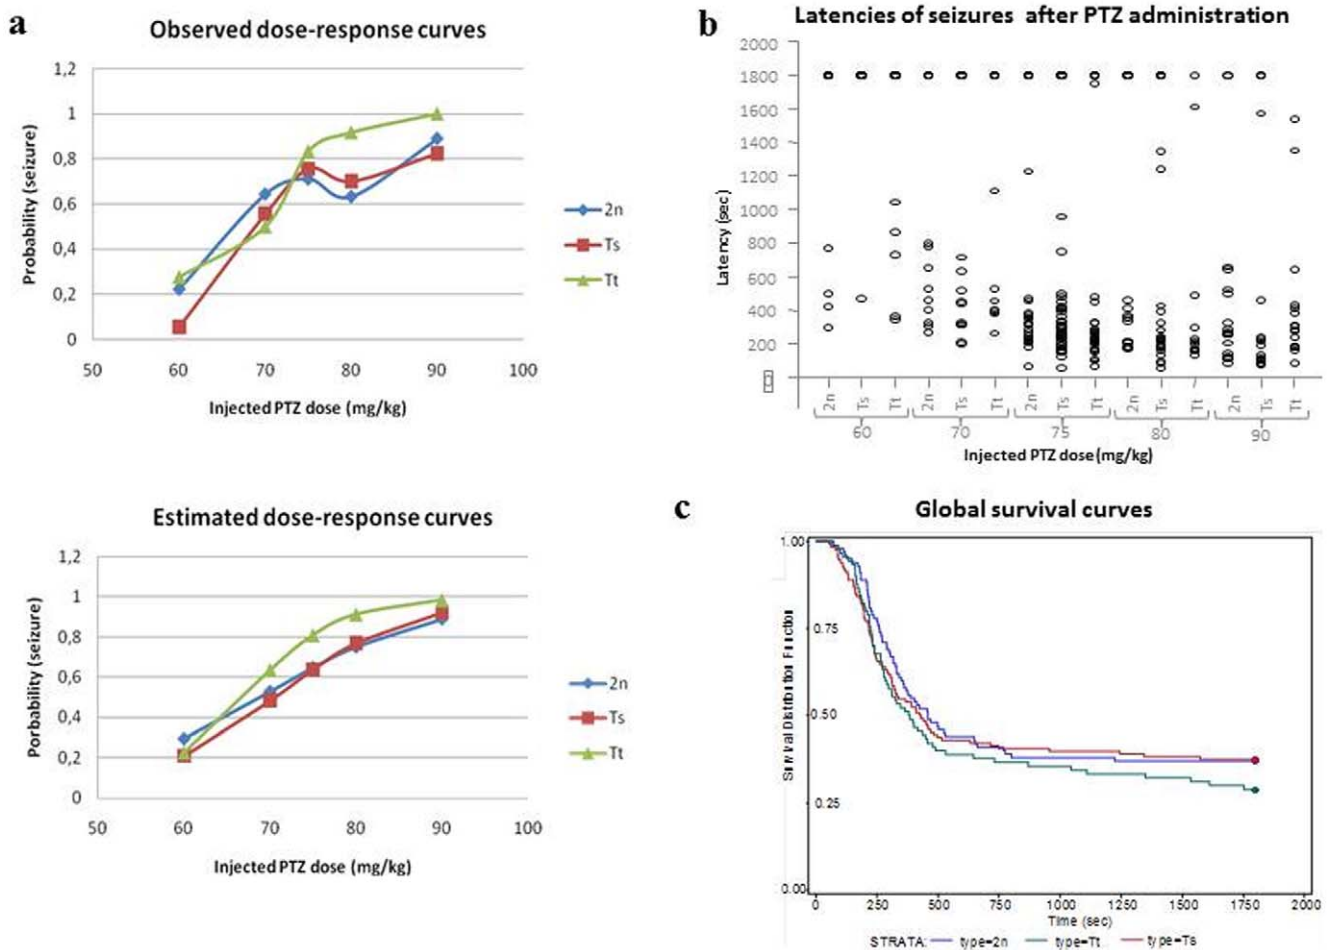 a
Observed dose-response curves
1,2
1
0,8
0,6
0,4
0,2
0
Probability (seizure)
50 60 70 80 90 100
Injected PTZ dose (mg/kg)
2n
Ts
Tt
Estimated dose-response curves
1,2
1
0,8
0,6
0,4
0,2
0
Porbability (seizure)
50 60 70 80 90 100
Injected PTZ dose (mg/kg)
2n
Ts
Tt
b
Latencies of seizures after PTZ administration
2000
1800
1600
1400
1200
1000
800
600
400
200
0
Latency (sec)
2n Ts Tt 2n Ts Tt 2n Ts Tt 2n Ts Tt 2n Ts Tt
60 70 75 80 90
Injected PTZ dose(mg/kg)
c
Global survival curves
1.00
0.75
0.50
0.25
0.00
Survival Distribution Function
0 250 500 750 1000 1250 1500 1750 2000
Time (sec)
STRATA: type=2n type=Tt type=Ts